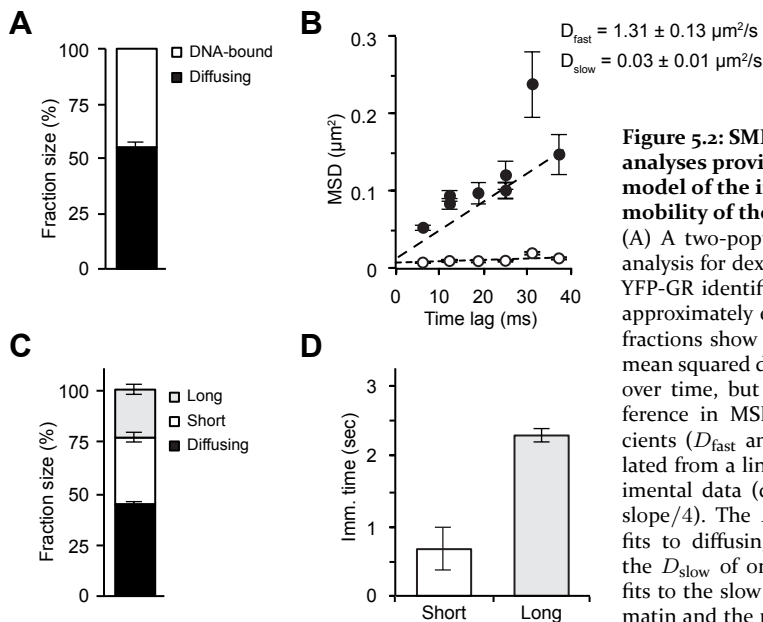 A
100
75
50
25
0
Fraction size (%)
DNA-bound
Diffusing
B
0.3
0.2
0.1
0
MSD (µm²)
0 10 20 30 40
Time lag (ms)
D_fast = 1.31 ± 0.13 µm²/s
D_slow = 0.03 ± 0.01 µm²/s
C
100
75
50
25
0
Fraction size (%)
Long
Short
Diffusing
D
3
2
1
0
Imm. time (sec)
Short Long
Figure 5.2: SM
analyses provi
model of the i
mobility of the
(A) A two-popu
analysis for dex
YFP-GR identif
approximately e
fractions show
mean squared d
over time, but
ference in MS
cients (D_fast an
lated from a lin
imental data (
slope/4). The
fits to diffusin
the D_slow of o
fits to the slow
matin and the